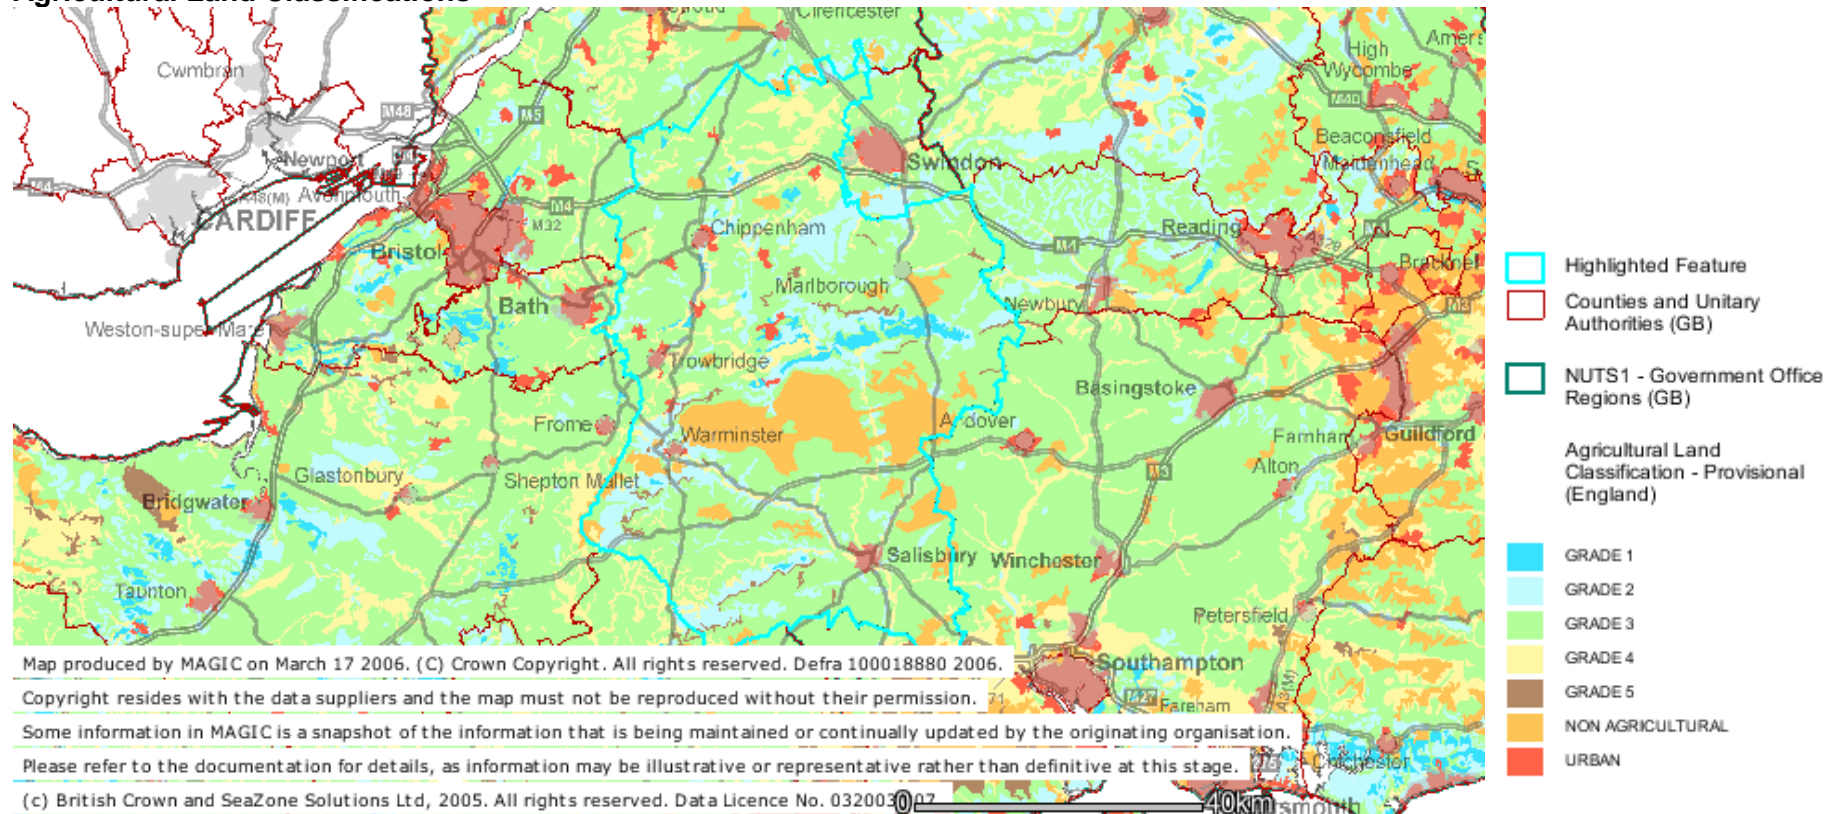 Agricultural Land Classifications
Stroud
Cirencester
Cwmbran
High
Wycombe
Amers
M48
M5
M40
Newport
Beaconsfield
Maidenhead
S
Swindon
M4
A48(M)
Avonmouth
CARDIFF
M4
M32
Chippenham
Reading
A329
Bristol
M4
Bracknel
Marlborough
Bath
Newbury
M3
Weston-super-Mare
Trowbridge
Basingstoke
Frome
Warminster
Andover
Farnham
Guildford
Glastonbury
Shepton Mallet
M3
Alton
Bridgwater
Salisbury
Winchester
Taunton
Petersfield
Southampton
M27
Fareham
A3(M)
Chichester
rtsmouth
Map produced by MAGIC on March 17 2006. (C) Crown Copyright. All rights reserved. Defra 100018880 2006.
Copyright resides with the data suppliers and the map must not be reproduced without their permission.
Some information in MAGIC is a snapshot of the information that is being maintained or continually updated by the originating organisation.
Please refer to the documentation for details, as information may be illustrative or representative rather than definitive at this stage.
(c) British Crown and SeaZone Solutions Ltd, 2005. All rights reserved. Data Licence No.
0 40km
Highlighted Feature
Counties and Unitary
Authorities (GB)
NUTS1 - Government Office
Regions (GB)
Agricultural Land
Classification - Provisional
(England)
GRADE 1
GRADE 2
GRADE 3
GRADE 4
GRADE 5
NON AGRICULTURAL
URBAN